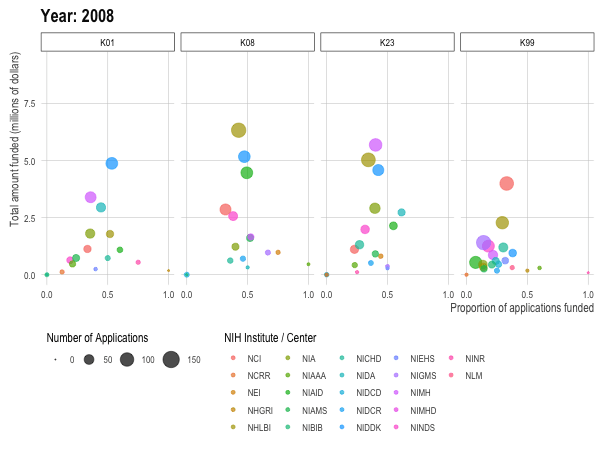 Year: 2008
K01 K08 K23 K99
Total amount funded (millions of dollars)
7.5
5.0
2.5
0.0
0.0 0.5 1.0 0.0 0.5 1.0 0.0 0.5 1.0 0.0 0.5 1.0
Proportion of applications funded
Number of Applications
0 50 100 150
NIH Institute / Center
NCI NIA NICHD NIEHS NINR
NCRR NIAAA NIDA NIGMS NLM
NEI NIAID NIDCD NIMH
NHGRI NIAMS NIDCR NIMHD
NHLBI NIBIB NIDDK NINDS